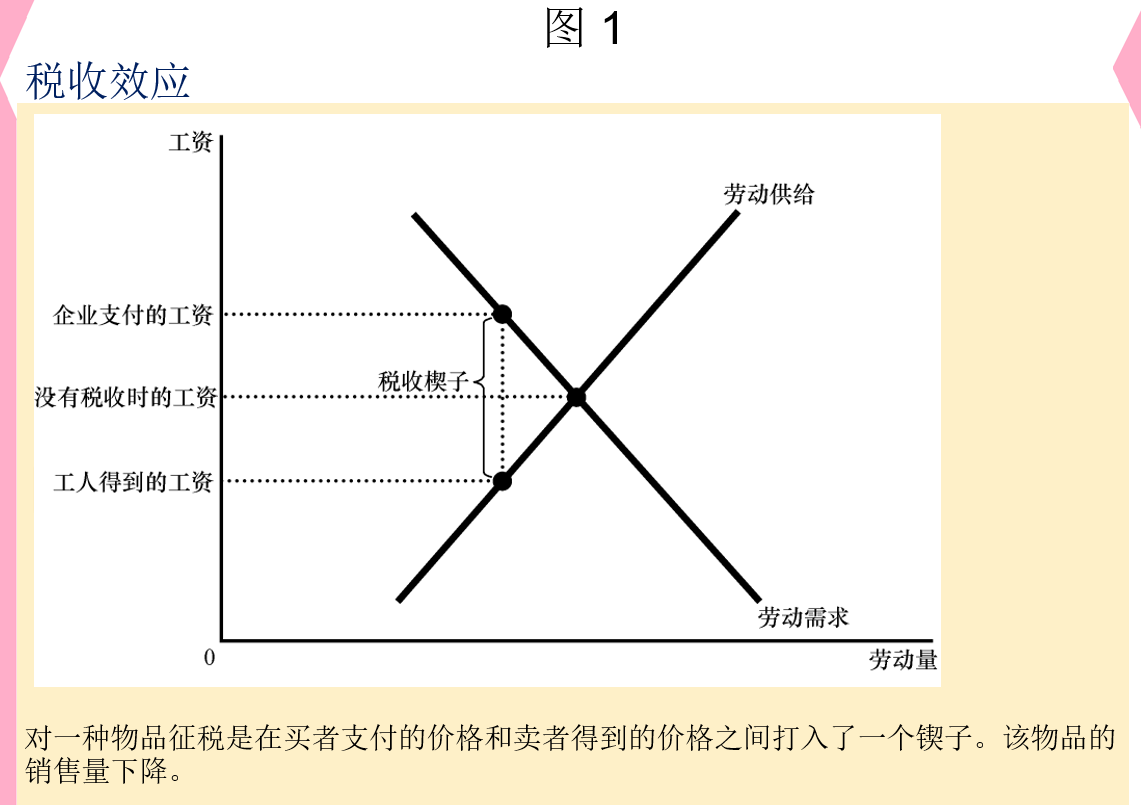 图 1
税收效应
工资
劳动供给
企业支付的工资
税收楔子
没有税收时的工资
工人得到的工资
劳动需求
0
劳动量
对一种物品征税是在买者支付的价格和卖者得到的价格之间打入了一个锲子。该物品的
销售量下降。